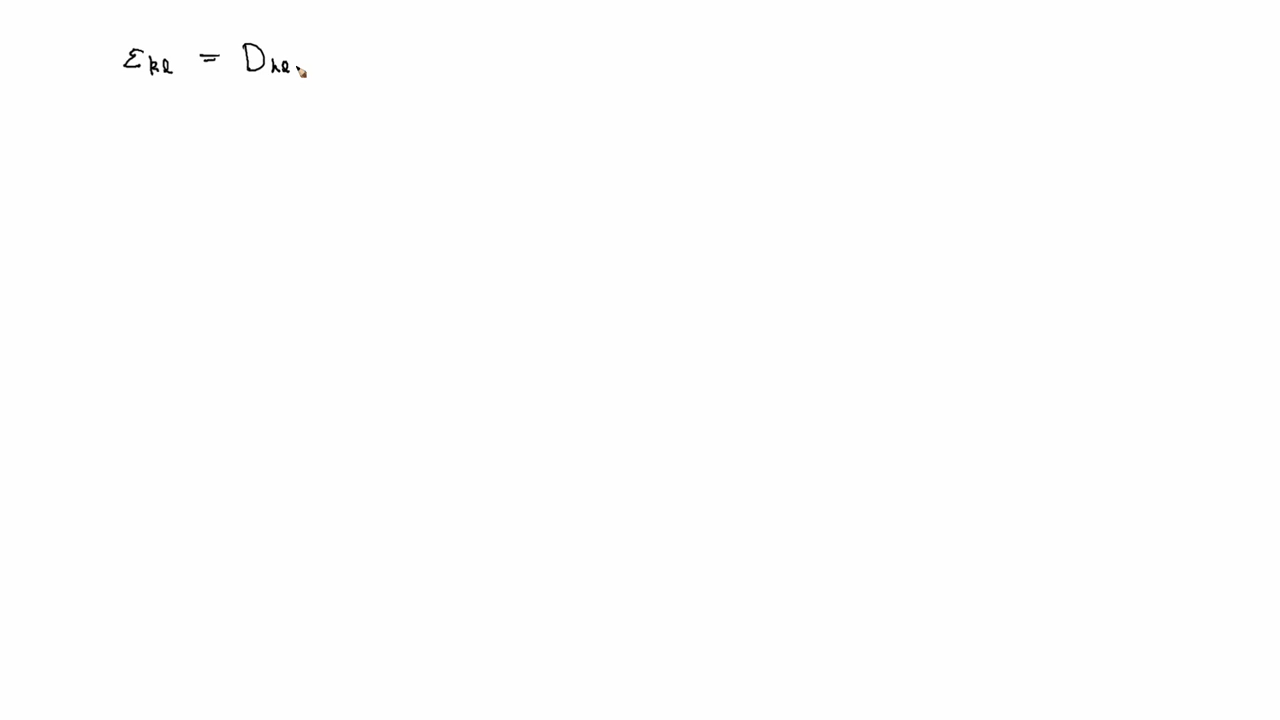 εkl = Dkl